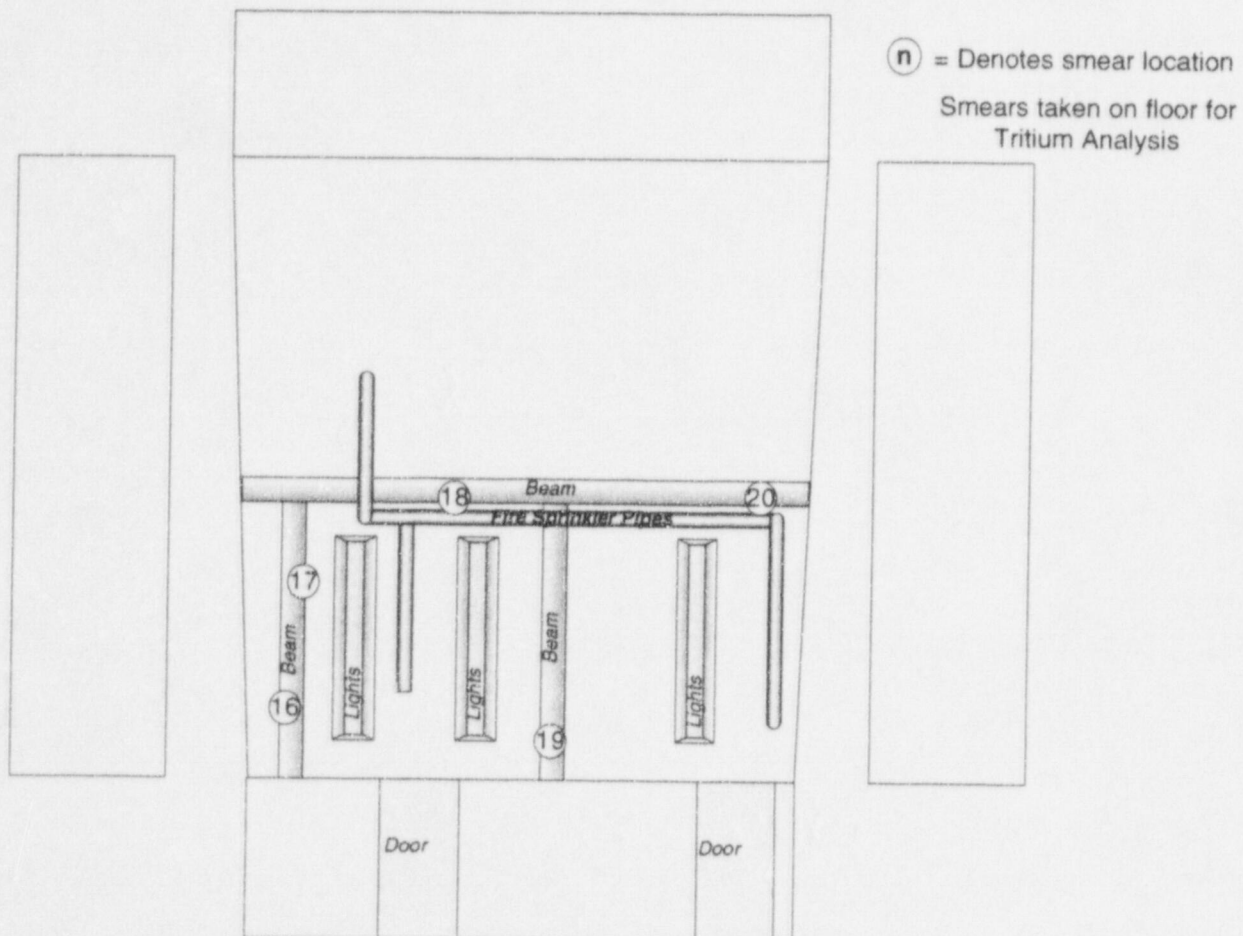 n = Denotes smear location
Smears taken on floor for
Tritium Analysis
18
Beam
20
Fire Sprinkler Pipes
17
Beam
Beam
16
Lights
Lights
Lights
19
Door
Door